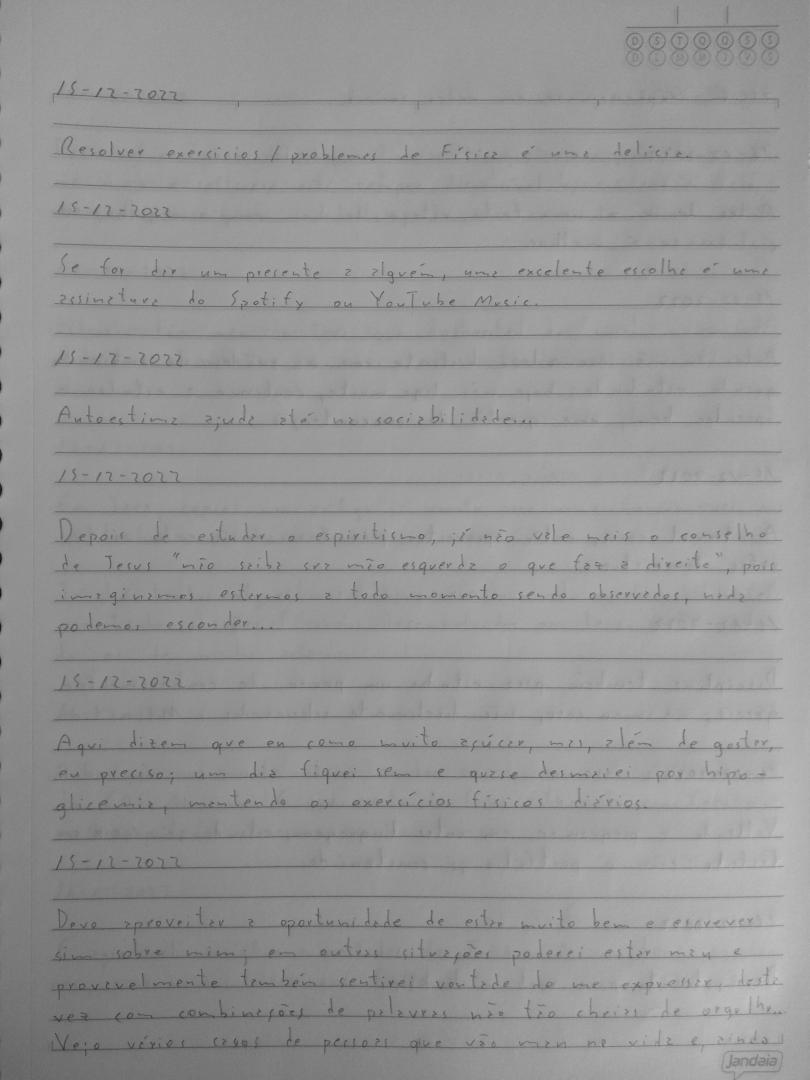 D S T Q Q S S
15-12-2022
Resolver exercícios / problemas de Física é uma delícia.
15-12-2022
Se for dar um presente a alguém, uma excelente escolha é uma
assinatura do Spotify ou YouTube Music.
15-12-2022
Autoestima ajuda até na sociabilidade...
15-12-2022
Depois de estudar o espiritismo, já não vale mais o conselho
de Jesus "não saiba sua mão esquerda o que faz a direita", pois
imaginamos estarmos a todo momento sendo observados, nada
podemos esconder...
15-12-2022
Aqui dizem que eu como muito açúcar, mas, além de gostar,
eu preciso; um dia fiquei sem e quase desmaiei por hipo-
glicemia, mantendo os exercícios físicos diários.
15-12-2022
Devo aproveitar a oportunidade de estar muito bem e escrever
sim sobre mim; em outras situações poderei estar mau e
provavelmente também sentirei vontade de me expressar, desta
vez com combinações de palavras não tão cheias de orgulho...
Vejo vários casos de pessoas que vão mau na vida e, ainda
Jandaia